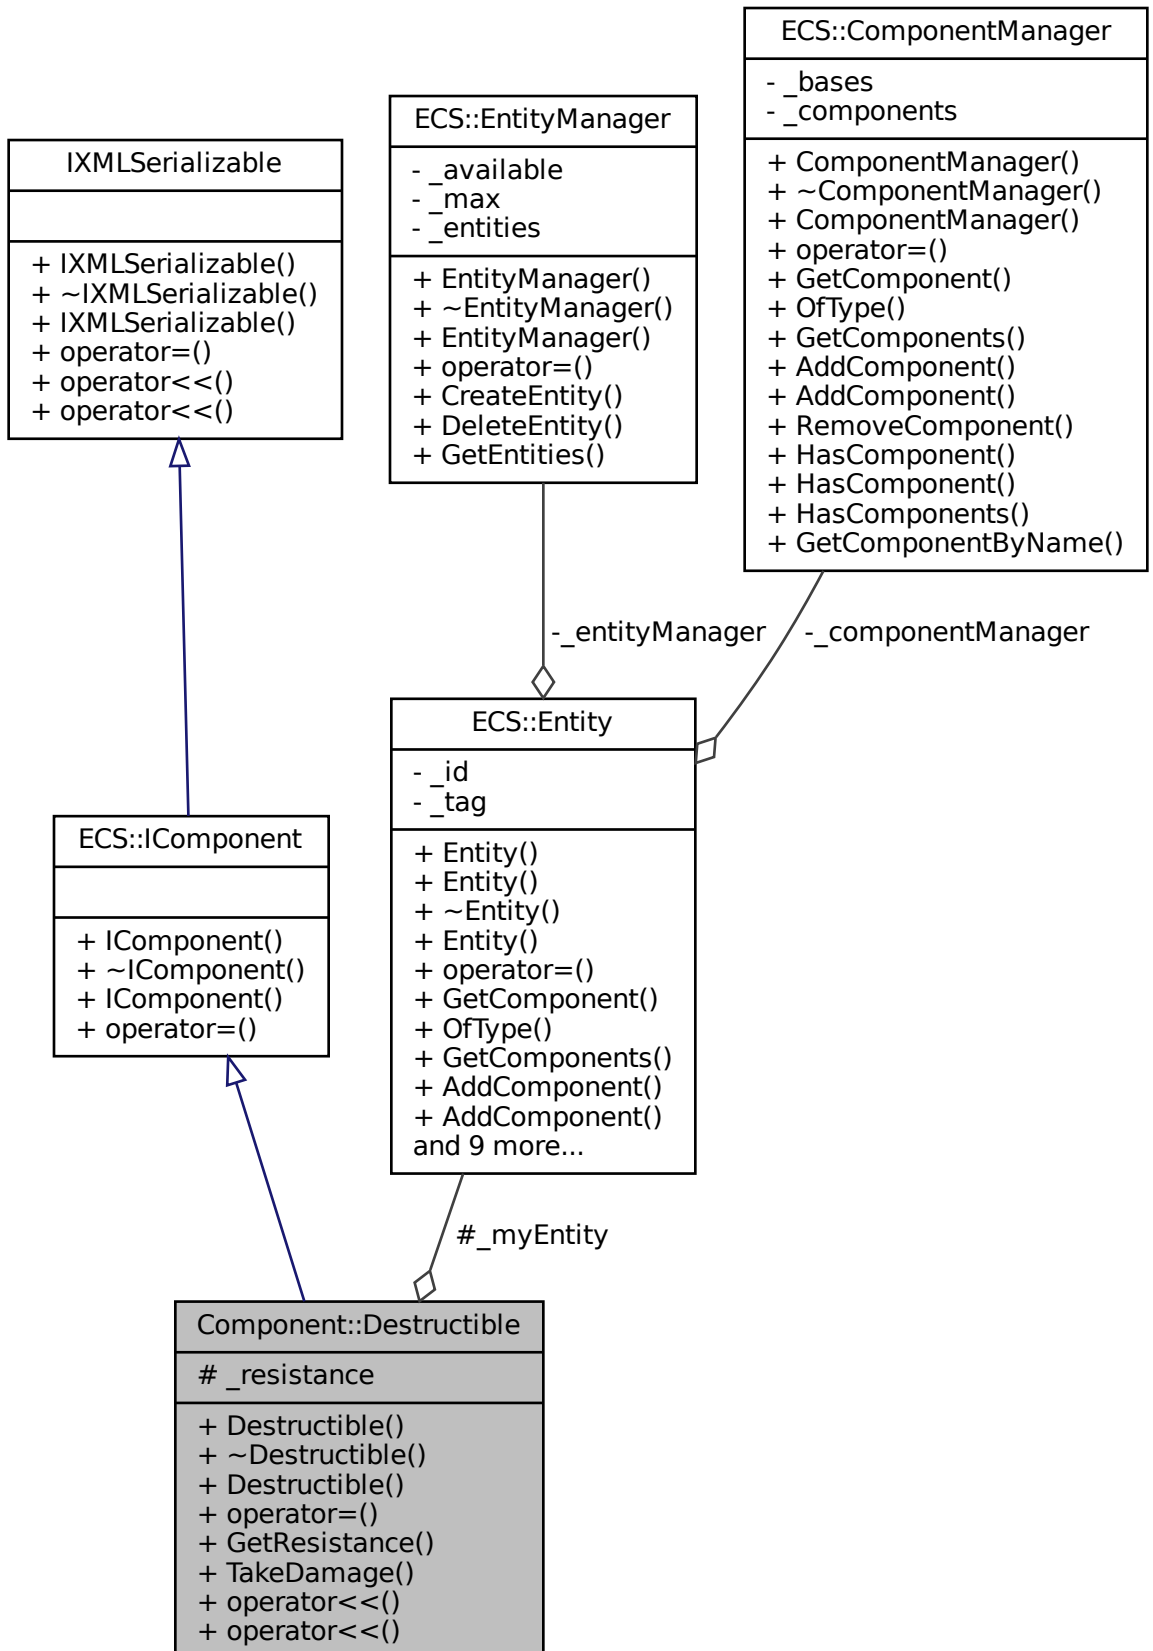 ECS::ComponentManager
- _bases
- _components
+ ComponentManager()
+ ~ComponentManager()
+ ComponentManager()
+ operator=()
+ GetComponent()
+ OfType()
+ GetComponents()
+ AddComponent()
+ AddComponent()
+ RemoveComponent()
+ HasComponent()
+ HasComponent()
+ HasComponents()
+ GetComponentByName()
ECS::EntityManager
- _available
- _max
- _entities
+ EntityManager()
+ ~EntityManager()
+ EntityManager()
+ operator=()
+ CreateEntity()
+ DeleteEntity()
+ GetEntities()
IXMLSerializable
+ IXMLSerializable()
+ ~IXMLSerializable()
+ IXMLSerializable()
+ operator=()
+ operator<<()
+ operator<<()
-_entityManager
-_componentManager
ECS::Entity
- _id
- _tag
+ Entity()
+ Entity()
+ ~Entity()
+ Entity()
+ operator=()
+ GetComponent()
+ OfType()
+ GetComponents()
+ AddComponent()
+ AddComponent()
and 9 more...
ECS::IComponent
+ IComponent()
+ ~IComponent()
+ IComponent()
+ operator=()
#_myEntity
Component::Destructible
# _resistance
+ Destructible()
+ ~Destructible()
+ Destructible()
+ operator=()
+ GetResistance()
+ TakeDamage()
+ operator<<()
+ operator<<()